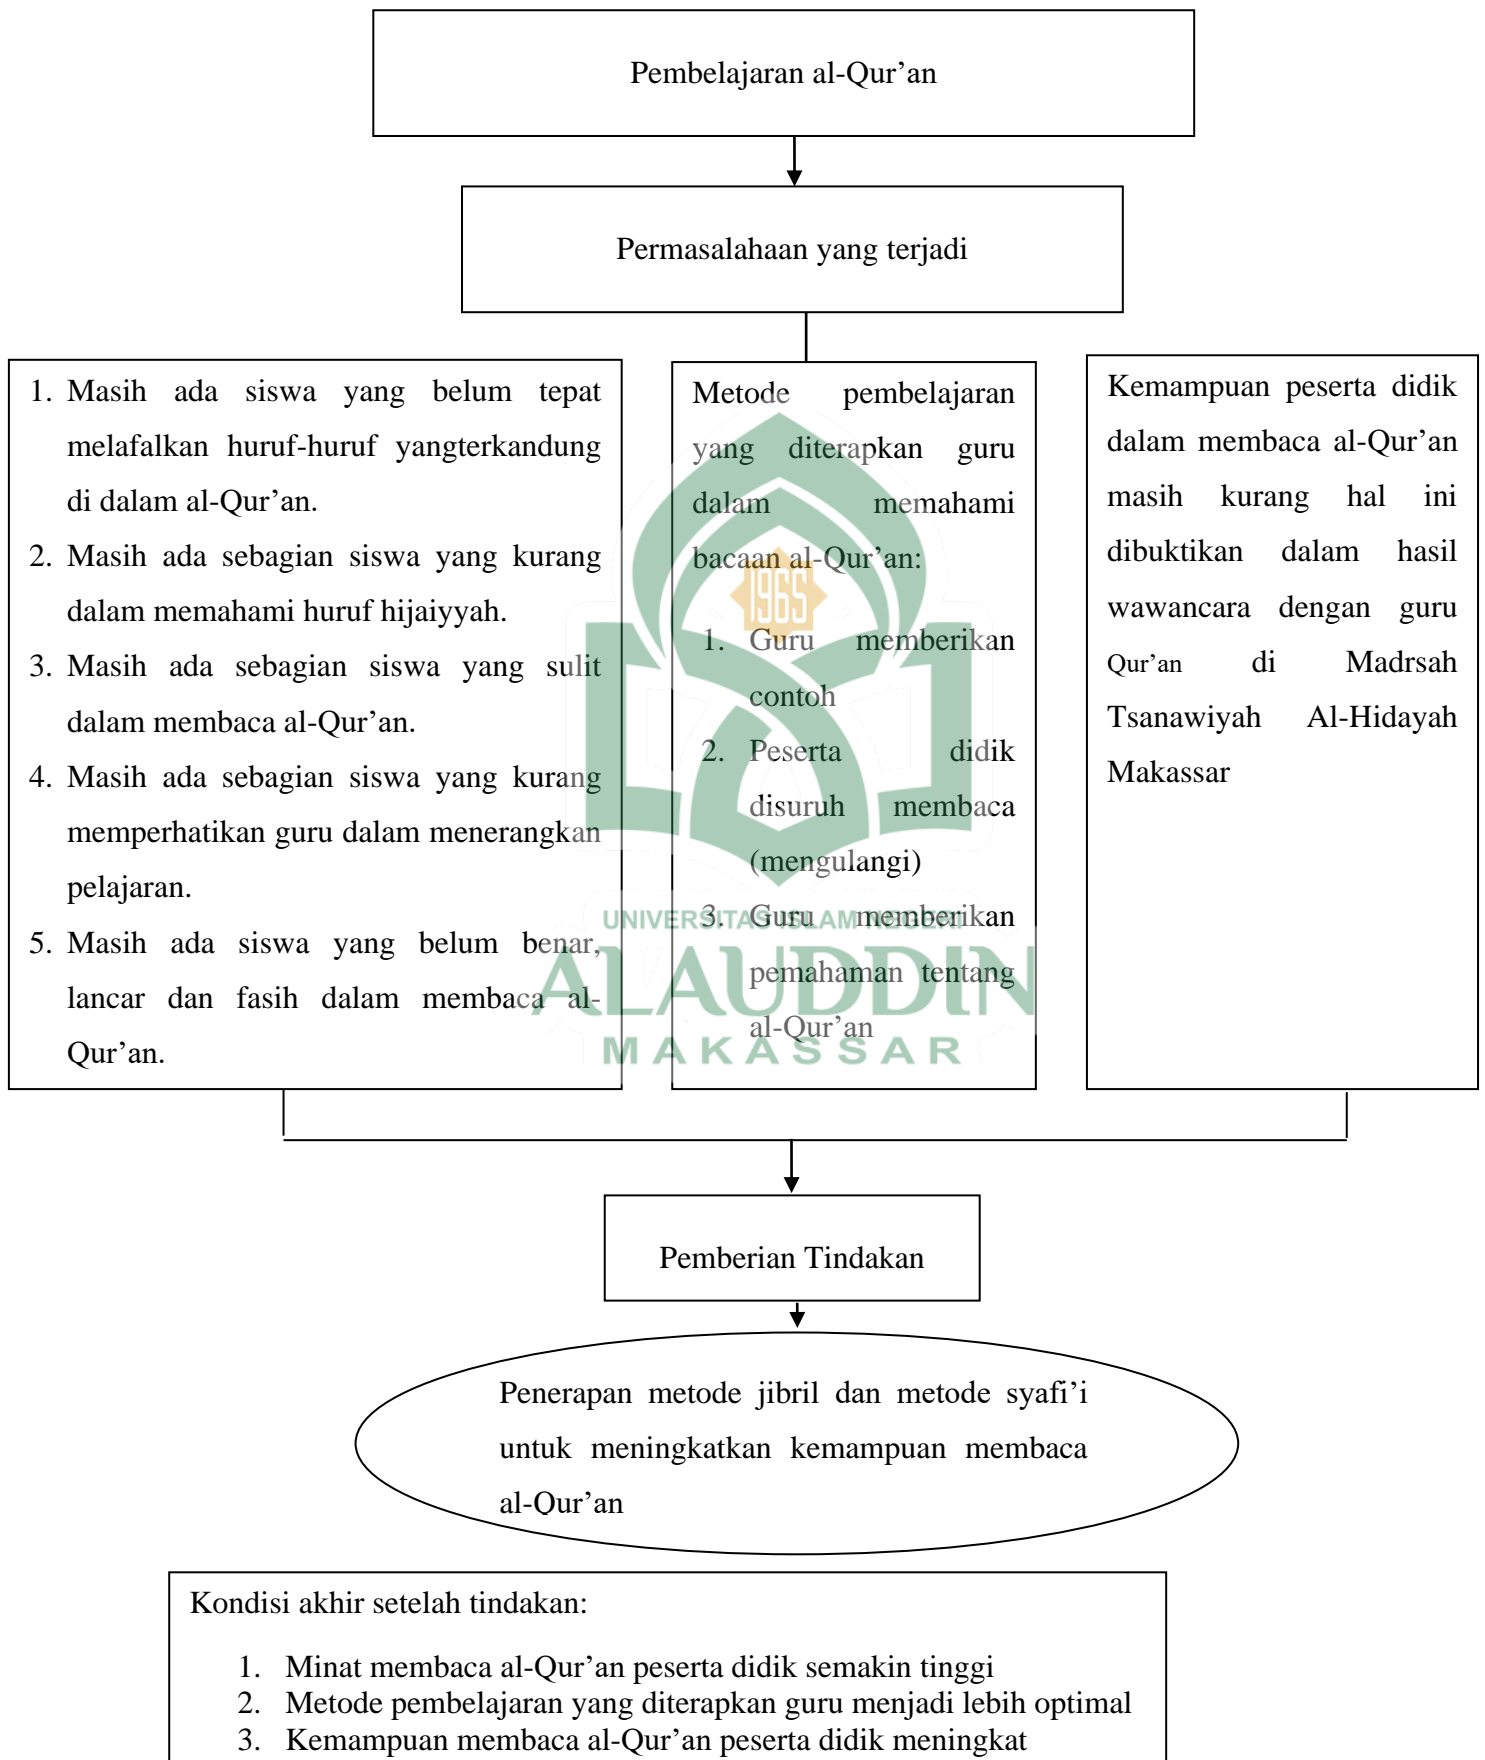 Pembelajaran al-Qur’an
Permasalahaan yang terjadi
1. Masih ada siswa yang belum tepat
melafalkan huruf-huruf yangterkandung
di dalam al-Qur’an.
2. Masih ada sebagian siswa yang kurang
dalam memahami huruf hijaiyyah.
3. Masih ada sebagian siswa yang sulit
dalam membaca al-Qur’an.
4. Masih ada sebagian siswa yang kurang
memperhatikan guru dalam menerangkan
pelajaran.
5. Masih ada siswa yang belum benar,
lancar dan fasih dalam membaca al-
Qur’an.
Metode pembelajaran
yang diterapkan guru
dalam memahami
bacaan al-Qur’an:
1. Guru memberikan
contoh
2. Peserta didik
disuruh membaca
(mengulangi)
3. Guru memberikan
pemahaman tentang
al-Qur’an
Kemampuan peserta didik
dalam membaca al-Qur’an
masih kurang hal ini
dibuktikan dalam hasil
wawancara dengan guru
Qur’an di Madrsah
Tsanawiyah Al-Hidayah
Makassar
1965
UNIVERSITAS ISLAM NEGERI
ALAUDDIN
MAKASSAR
Pemberian Tindakan
Penerapan metode jibril dan metode syafi’i
untuk meningkatkan kemampuan membaca
al-Qur’an
Kondisi akhir setelah tindakan:
1. Minat membaca al-Qur’an peserta didik semakin tinggi
2. Metode pembelajaran yang diterapkan guru menjadi lebih optimal
3. Kemampuan membaca al-Qur’an peserta didik meningkat